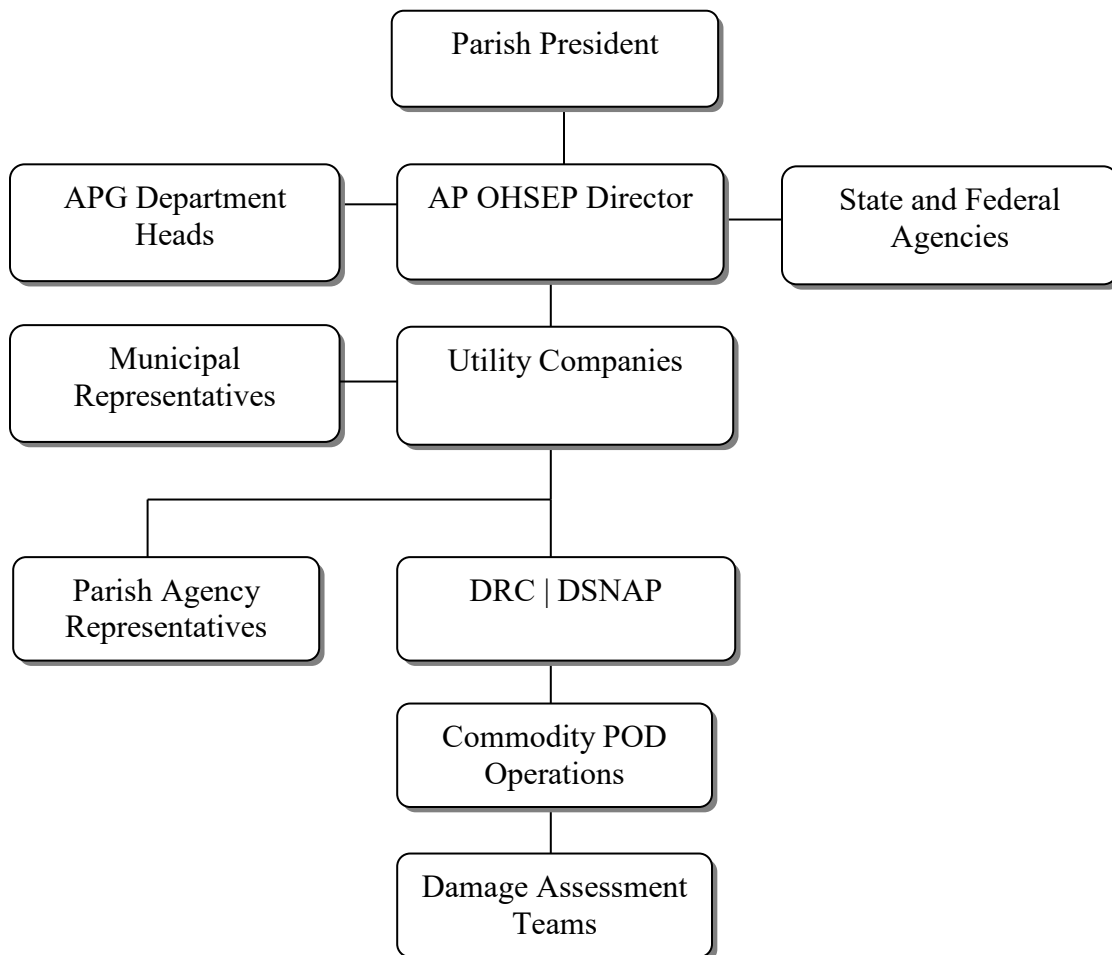 Parish President
APG Department
Heads
AP OHSEP Director
State and Federal
Agencies
Municipal
Representatives
Utility Companies
Parish Agency
Representatives
DRC | DSNAP
Commodity POD
Operations
Damage Assessment
Teams